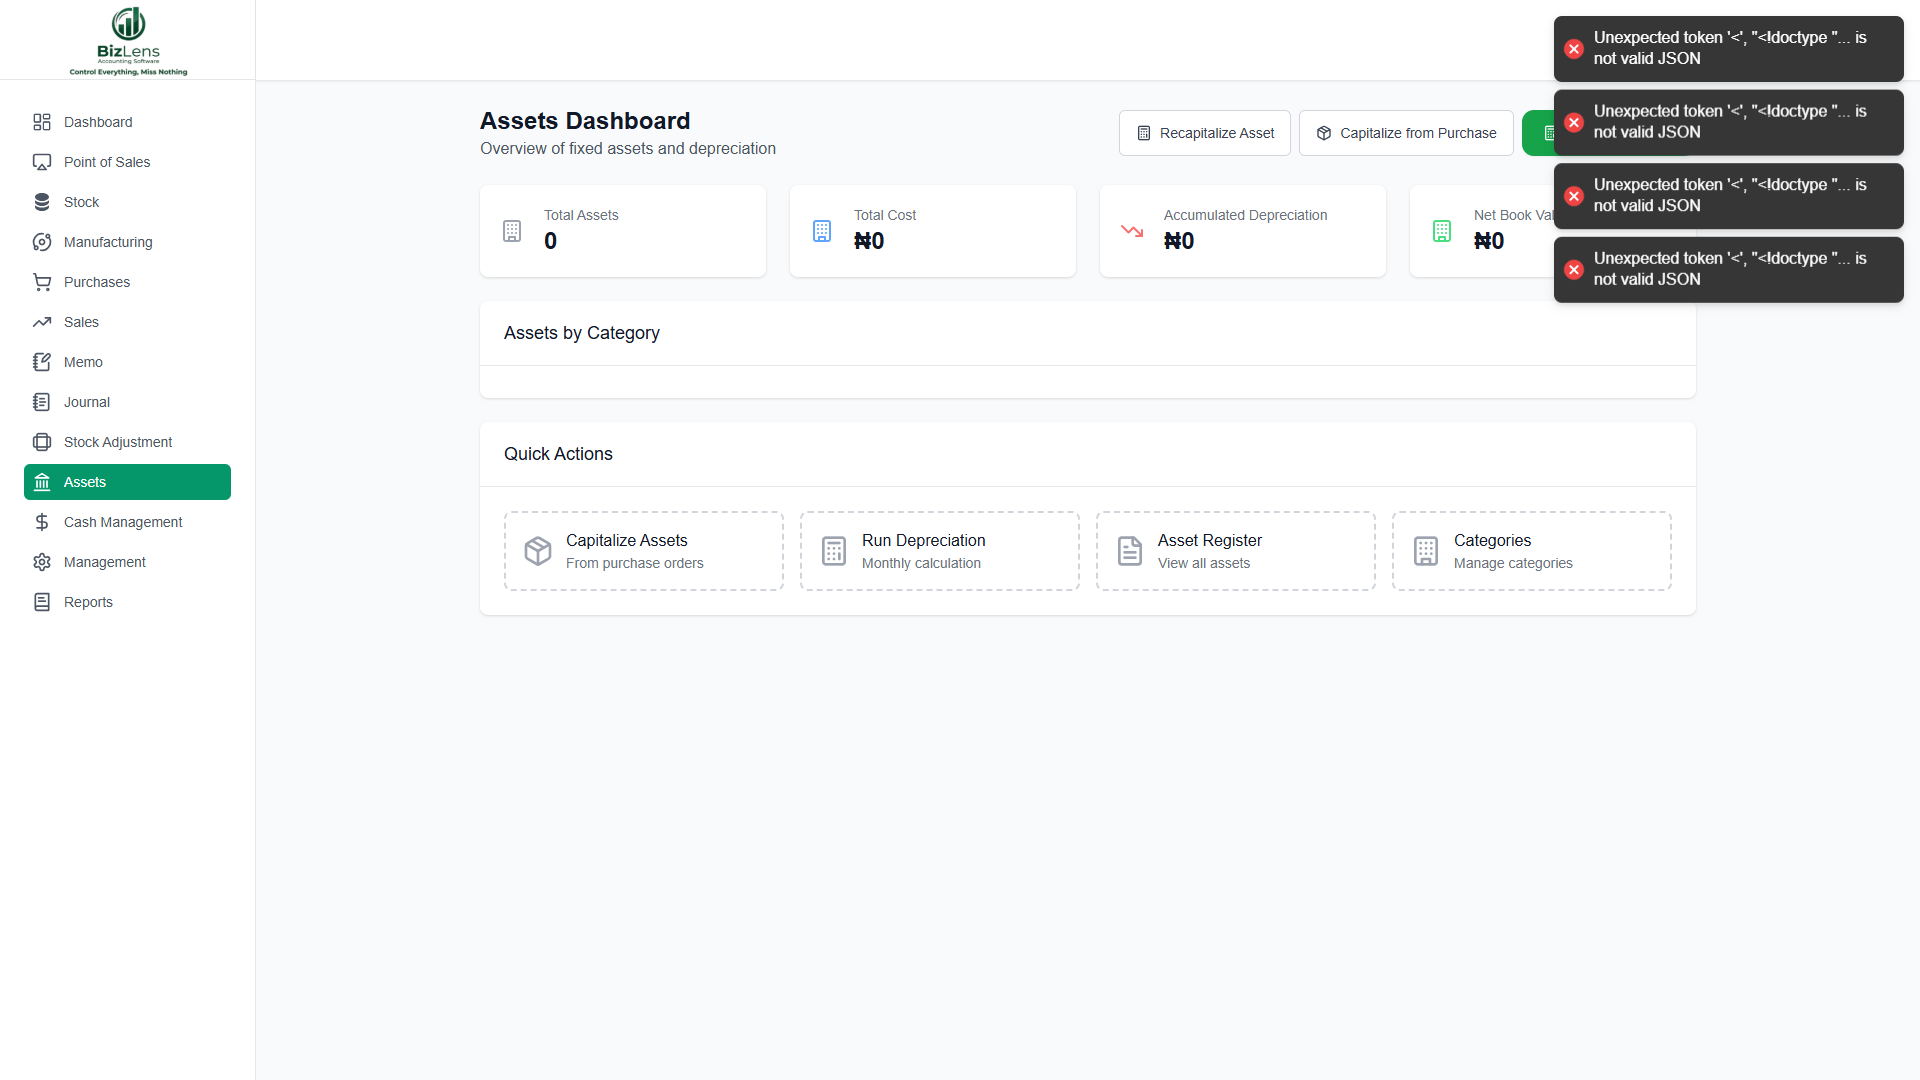 BizLens
Accounting Software
Control Everything, Miss Nothing
Dashboard
Point of Sales
Stock
Manufacturing
Purchases
Sales
Memo
Journal
Stock Adjustment
Assets
Cash Management
Management
Reports
Assets Dashboard
Overview of fixed assets and depreciation
Recapitalize Asset
Capitalize from Purchase
Unexpected token '<', "<!doctype "... is
not valid JSON
Unexpected token '<', "<!doctype "... is
not valid JSON
Unexpected token '<', "<!doctype "... is
not valid JSON
Unexpected token '<', "<!doctype "... is
not valid JSON
Total Assets
0
Total Cost
₦0
Accumulated Depreciation
₦0
Net Book Val
₦0
Assets by Category
Quick Actions
Capitalize Assets
From purchase orders
Run Depreciation
Monthly calculation
Asset Register
View all assets
Categories
Manage categories